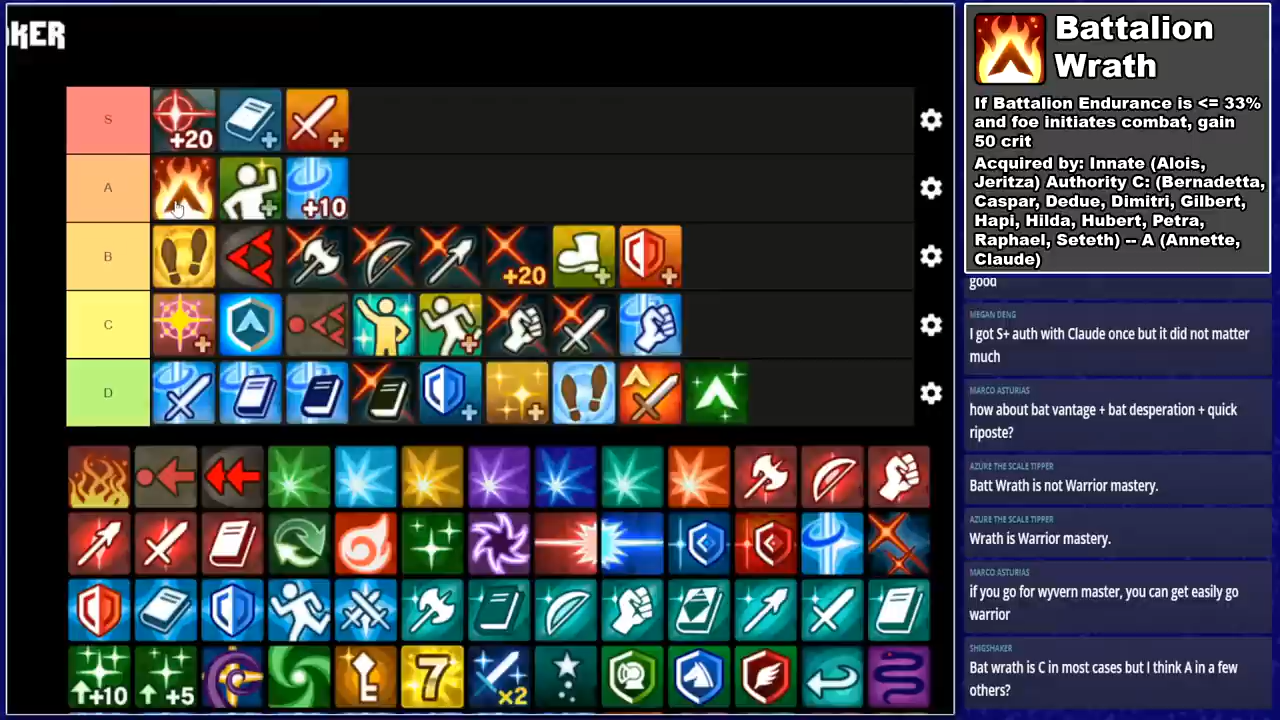 KER
S
+20
A
+10
B
+20
C
D
+10
+5
7
x2
Battalion
Wrath
If Battalion Endurance is <= 33%
and foe initiates combat, gain
50 crit
Acquired by: Innate (Alois,
Jeritza) Authority C: (Bernadetta,
Caspar, Dedue, Dimitri, Gilbert,
Hapi, Hilda, Hubert, Petra,
Raphael, Seteth) -- A (Annette,
Claude)
good
MEGAN DENG
I got S+ auth with Claude once but it did not matter
much
MARCO ASTURIAS
how about bat vantage + bat desperation + quick
riposte?
AZURE THE SCALE TIPPER
Batt Wrath is not Warrior mastery.
AZURE THE SCALE TIPPER
Wrath is Warrior mastery.
MARCO ASTURIAS
if you go for wyvern master, you can get easily go
warrior
SHIGSHAKER
Bat wrath is C in most cases but I think A in a few
others?